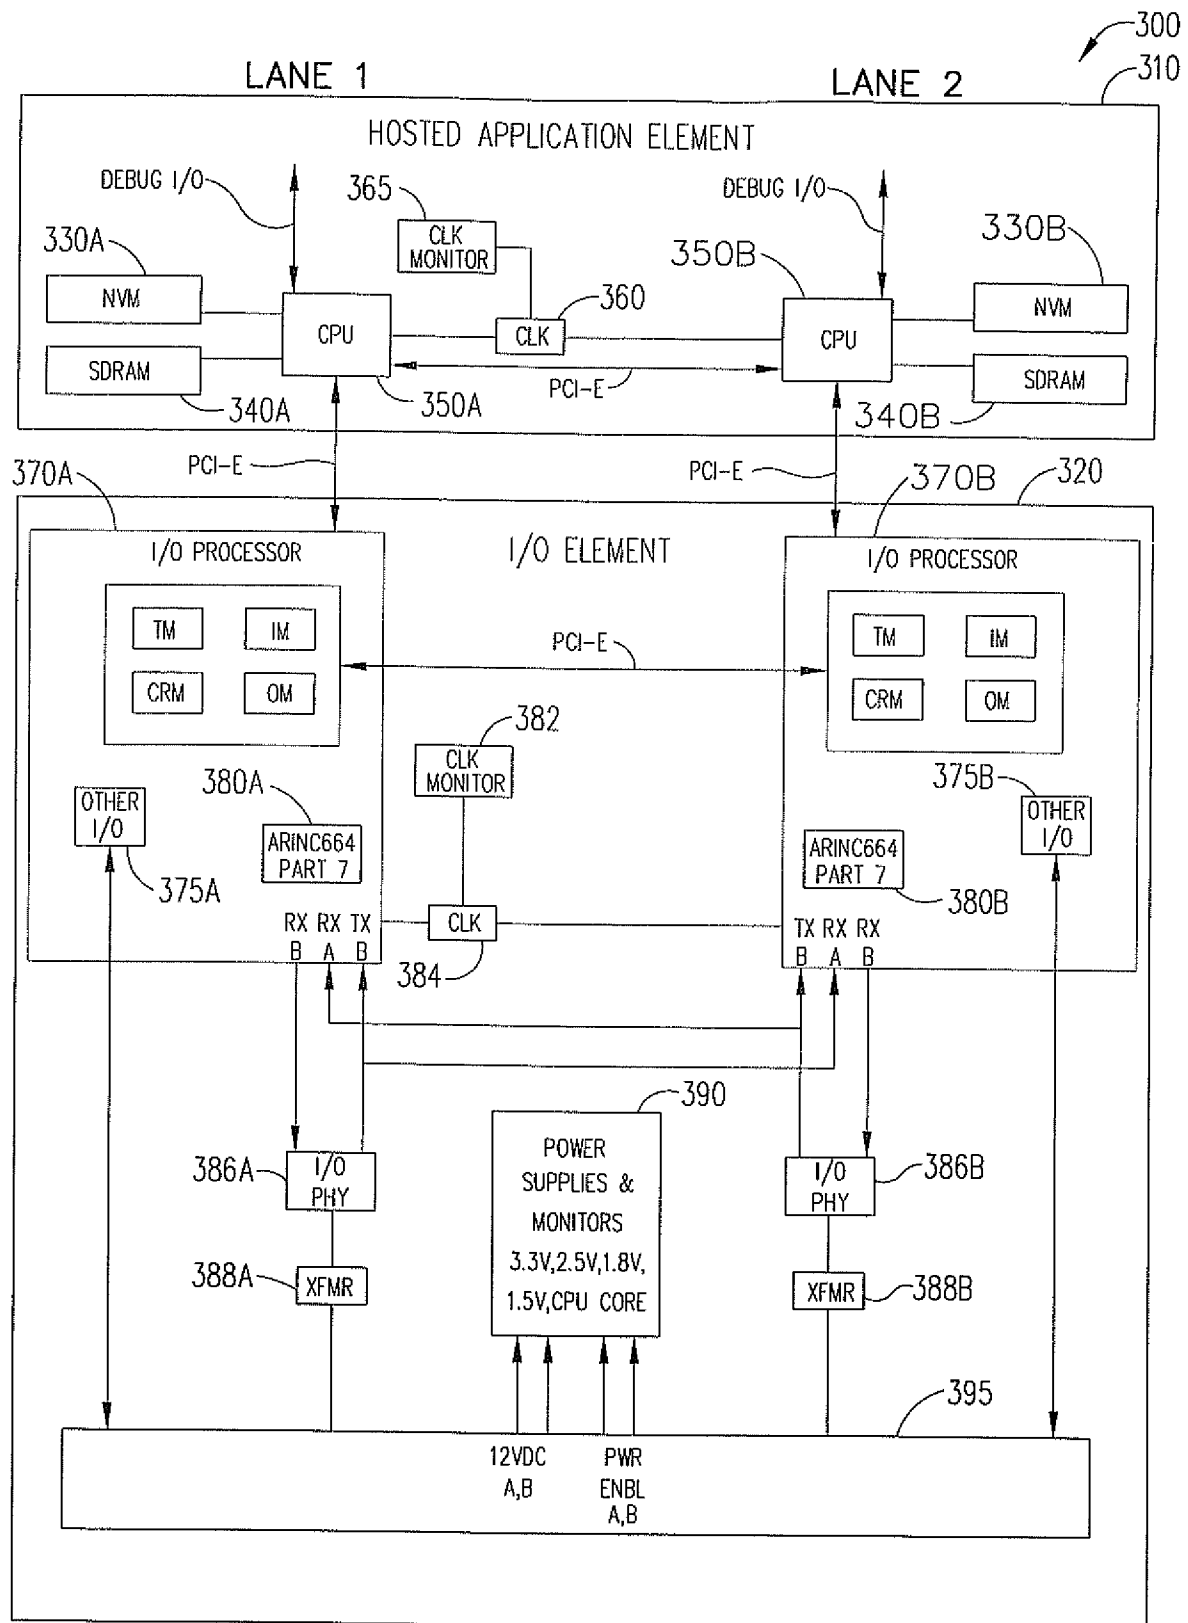 300
LANE 1
LANE 2
310
HOSTED APPLICATION ELEMENT
DEBUG I/O
365
CLK
MONITOR
DEBUG I/O
330A
NVM
350B
330B
NVM
360
CPU
CLK
CPU
SDRAM
PCI-E
SDRAM
340A
350A
340B
370A
PCI-E
PCI-E
370B
320
I/O PROCESSOR
I/O ELEMENT
I/O PROCESSOR
TM
IM
CRM
OM
PCI-E
TM
IM
CRM
OM
382
CLK
MONITOR
380A
375B
OTHER
I/O
ARINC664
PART 7
375A
OTHER
I/O
ARINC664
PART 7
380B
RX RX TX
B A B
CLK
384
TX RX RX
B A B
390
POWER
SUPPLIES &
MONITORS
3.3V,2.5V,1.8V,
1.5V,CPU CORE
386A
I/O
PHY
I/O
PHY
386B
388A
XFMR
XFMR
388B
395
12VDC
A,B
PWR
ENBL
A,B